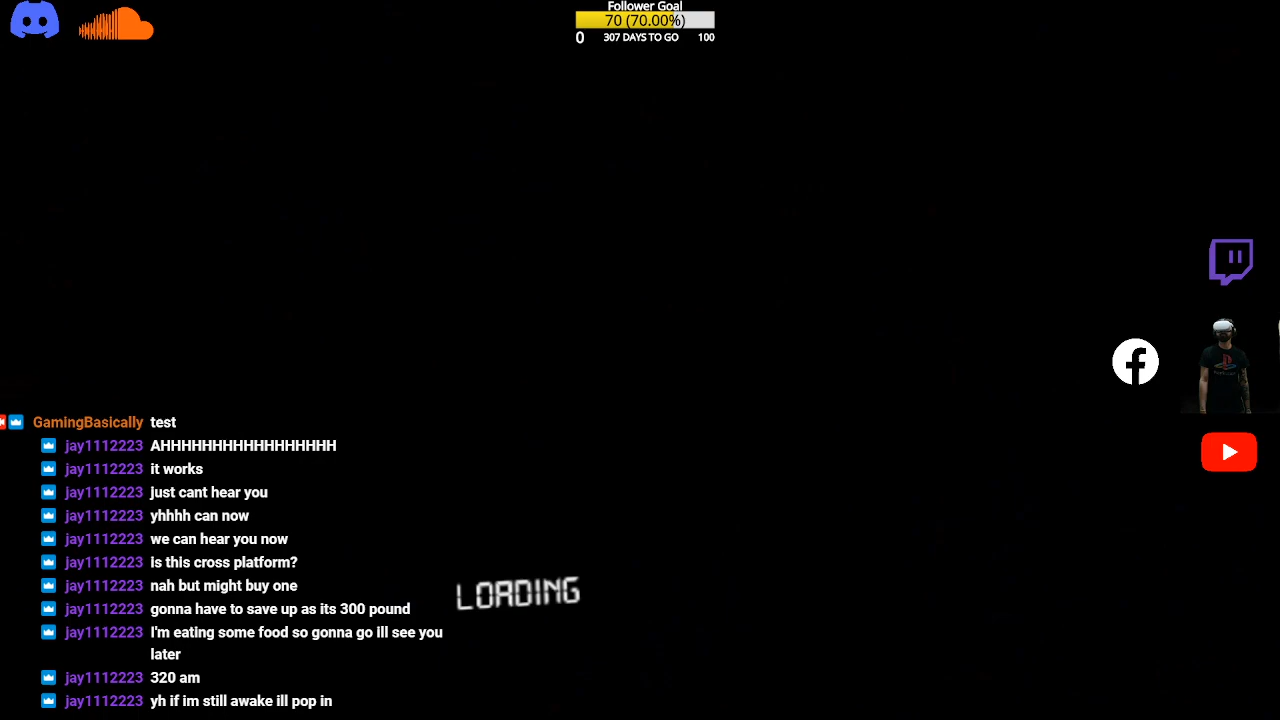 Follower Goal
70 (70.00%)
0 307 DAYS TO GO 100
GamingBasically test
jay1112223 AHHHHHHHHHHHHHHHHH
jay1112223 it works
jay1112223 just cant hear you
jay1112223 yhhhh can now
jay1112223 we can hear you now
jay1112223 Is this cross platform?
jay1112223 nah but might buy one
jay1112223 gonna have to save up as its 300 pound
LOADING
jay1112223 I'm eating some food so gonna go ill see you
later
jay1112223 320 am
jay1112223 yh if im still awake ill pop in